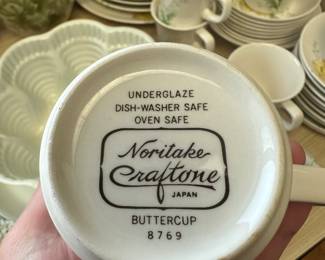 UNDERGLAZE
DISH-WASHER SAFE
OVEN SAFE
Noritake
Craftone
JAPAN
BUTTERCUP
8769